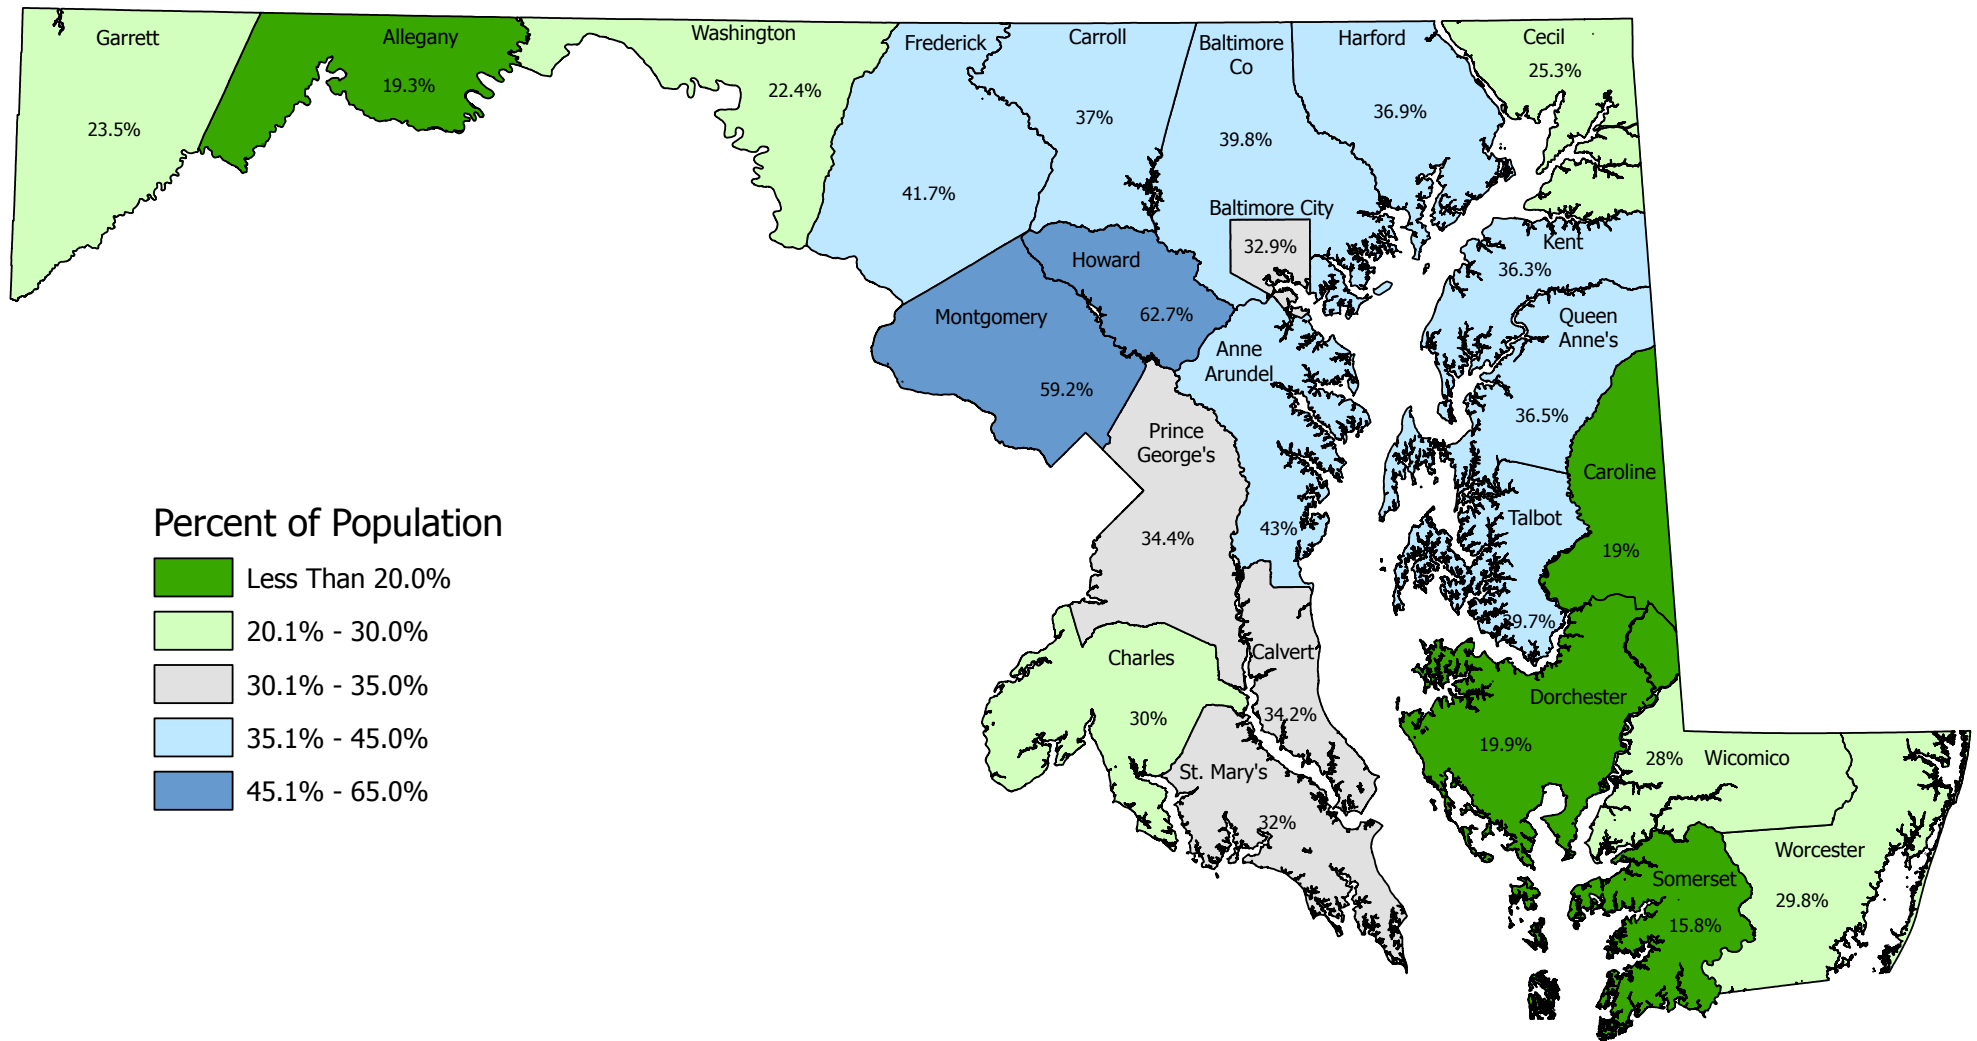 Garrett
23.5%
Allegany
19.3%
Washington
22.4%
Frederick
41.7%
Carroll
37%
Baltimore
Co
39.8%
Harford
36.9%
Cecil
25.3%
Baltimore City
32.9%
Howard
62.7%
Montgomery
59.2%
Kent
36.3%
Queen
Anne's
36.5%
Anne
Arundel
43%
Prince
George's
34.4%
Caroline
19%
Talbot
39.7%
Charles
30%
Calvert
34.2%
St. Mary's
32%
Dorchester
19.9%
28% Wicomico
Worcester
29.8%
Somerset
15.8%
Percent of Population
Less Than 20.0%
20.1% - 30.0%
30.1% - 35.0%
35.1% - 45.0%
45.1% - 65.0%